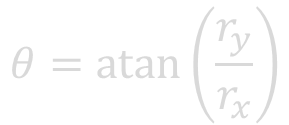 θ = atan(r_y/r_x)